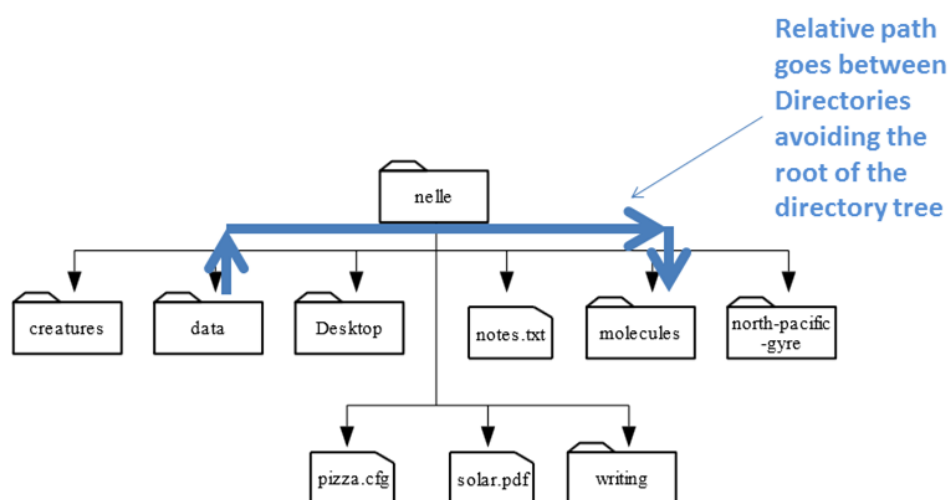 Relative path
goes between
Directories
avoiding the
root of the
directory tree
nelle
creatures
data
Desktop
notes.txt
molecules
north-pacific
-gyre
pizza.cfg
solar.pdf
writing